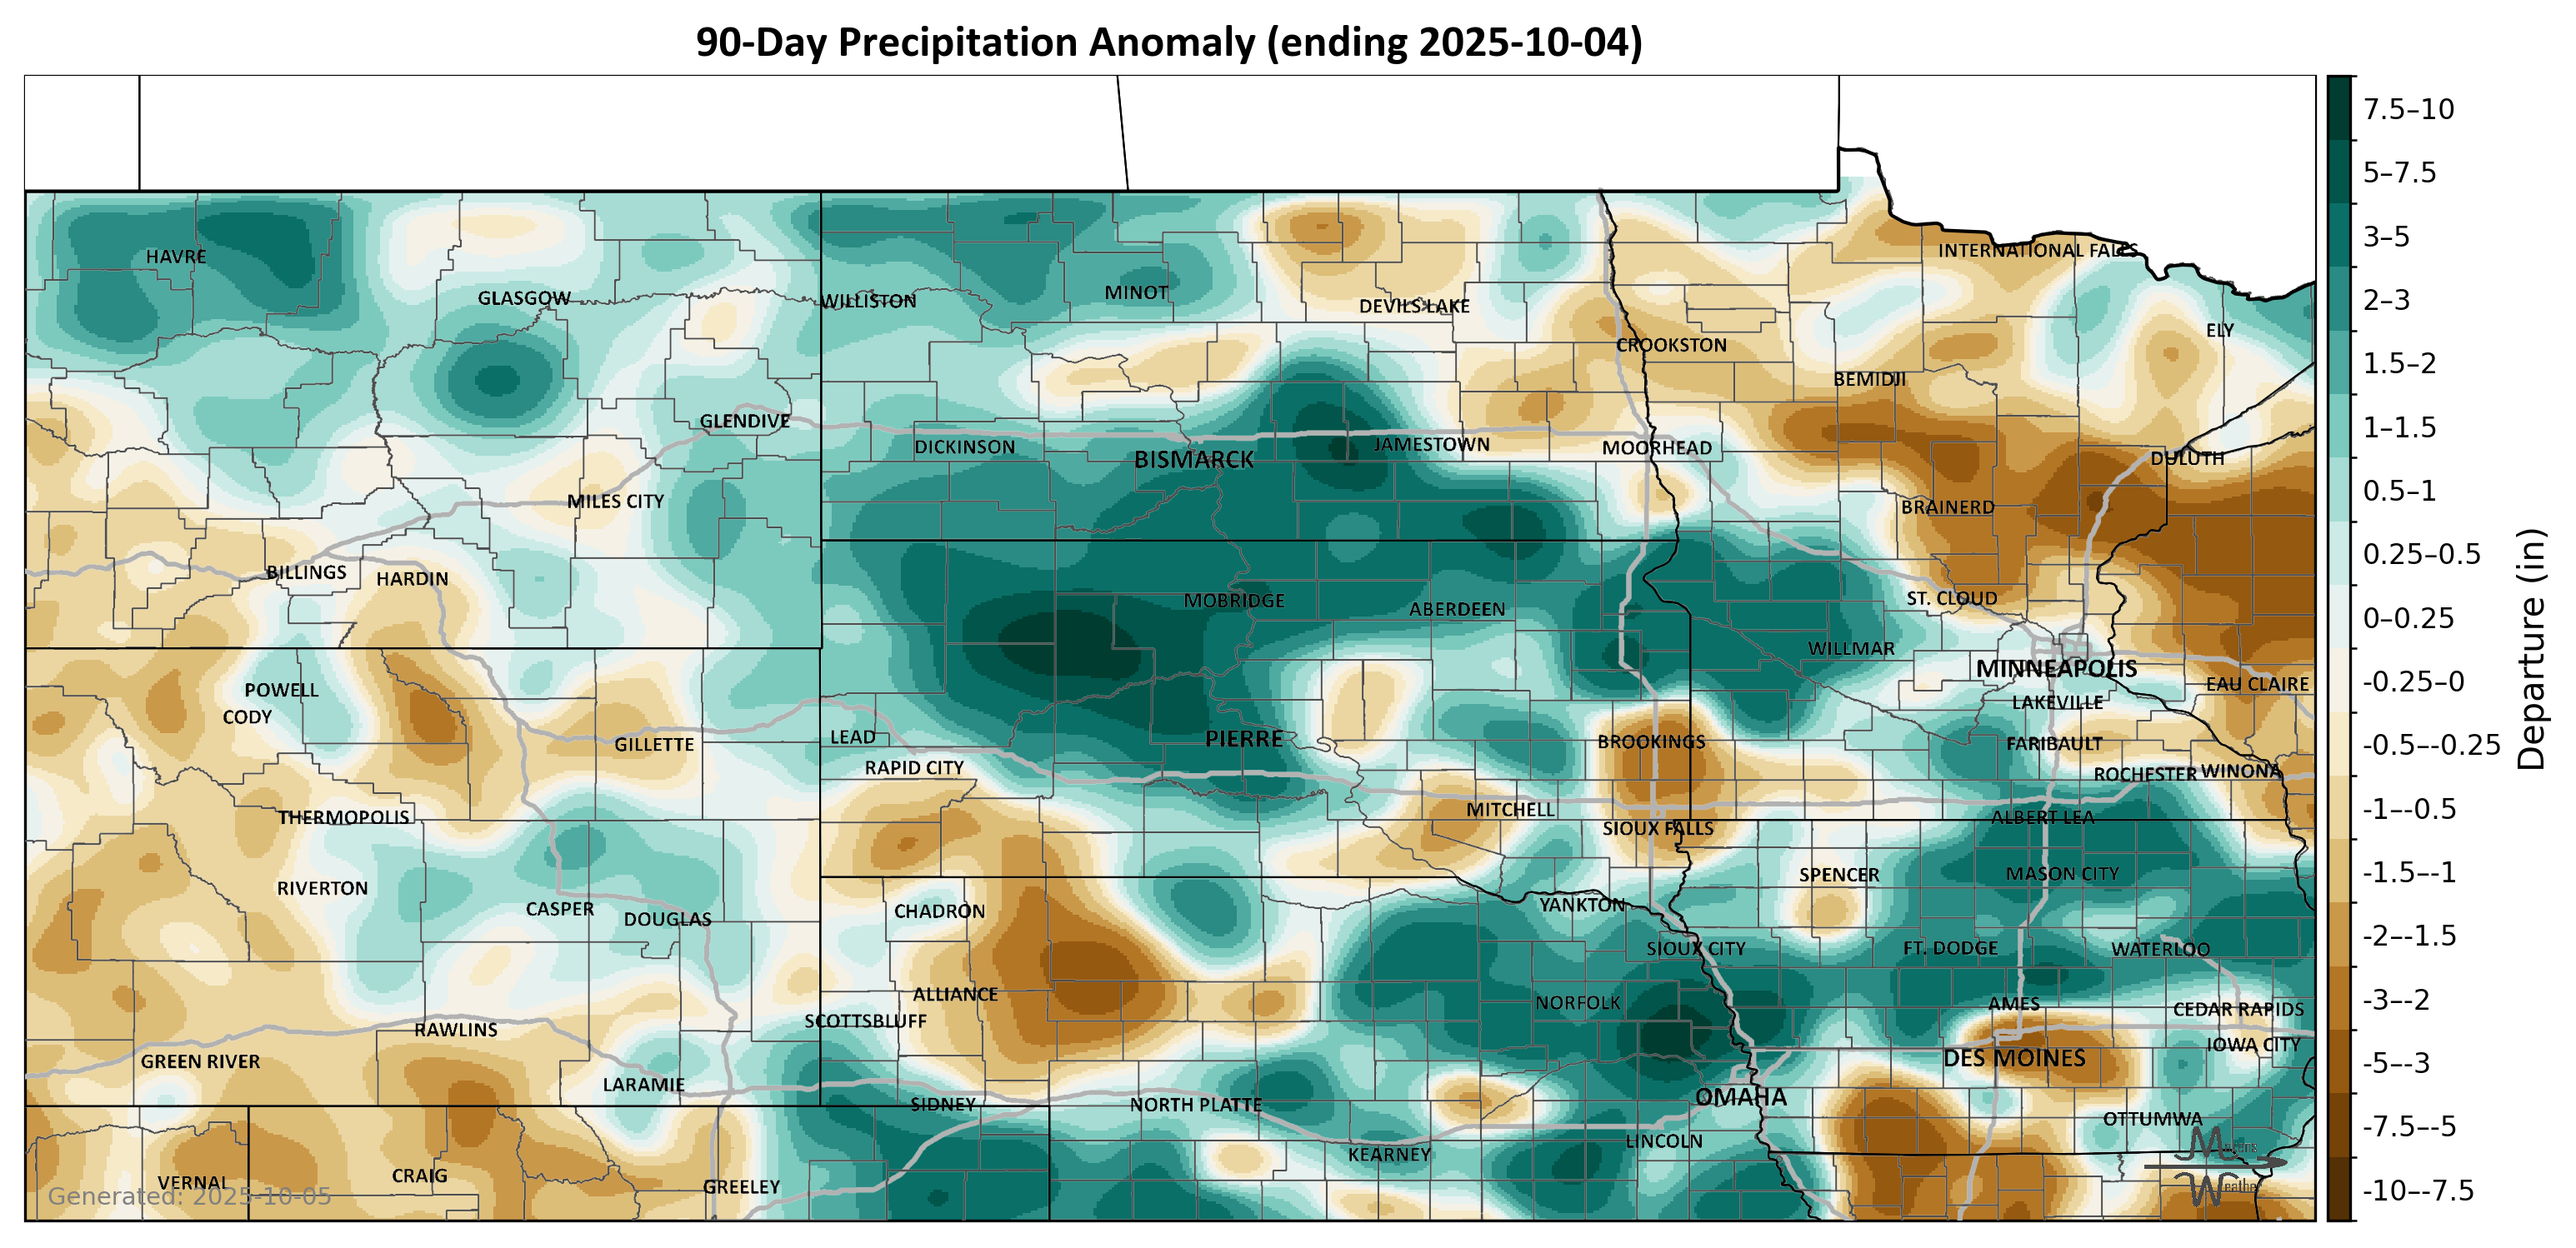 90-Day Precipitation Anomaly (ending 2025-10-04)
HAVRE
GLASGOW
WILLISTON
MINOT
DEVILS LAKE
INTERNATIONAL FALLS
ELY
CROOKSTON
BEMIDJI
GLENDIVE
DICKINSON
BISMARCK
JAMESTOWN
MOORHEAD
DULUTH
MILES CITY
BRAINERD
BILLINGS
HARDIN
MOBRIDGE
ABERDEEN
ST. CLOUD
WILLMAR
MINNEAPOLIS
POWELL
CODY
EAU CLAIRE
LAKEVILLE
GILLETTE
LEAD
PIERRE
BROOKINGS
FARIBAULT
RAPID CITY
ROCHESTER
WINONA
THERMOPOLIS
MITCHELL
SIOUX FALLS
ALBERT LEA
RIVERTON
SPENCER
MASON CITY
CASPER
DOUGLAS
CHADRON
YANKTON
SIOUX CITY
FT. DODGE
WATERLOO
ALLIANCE
NORFOLK
AMES
CEDAR RAPIDS
SCOTTSBLUFF
RAWLINS
GREEN RIVER
DES MOINES
IOWA CITY
LARAMIE
SIDNEY
NORTH PLATTE
OMAHA
OTTUMWA
LINCOLN
KEARNEY
VERNAL
CRAIG
GREELEY
Generated: 2025-10-05
7.5–10
5–7.5
3–5
2–3
1.5–2
1–1.5
0.5–1
0.25–0.5
0–0.25
-0.25–0
-0.5–-0.25
-1–-0.5
-1.5–-1
-2–-1.5
-3–-2
-5–-3
-7.5–-5
-10–-7.5
Departure (in)